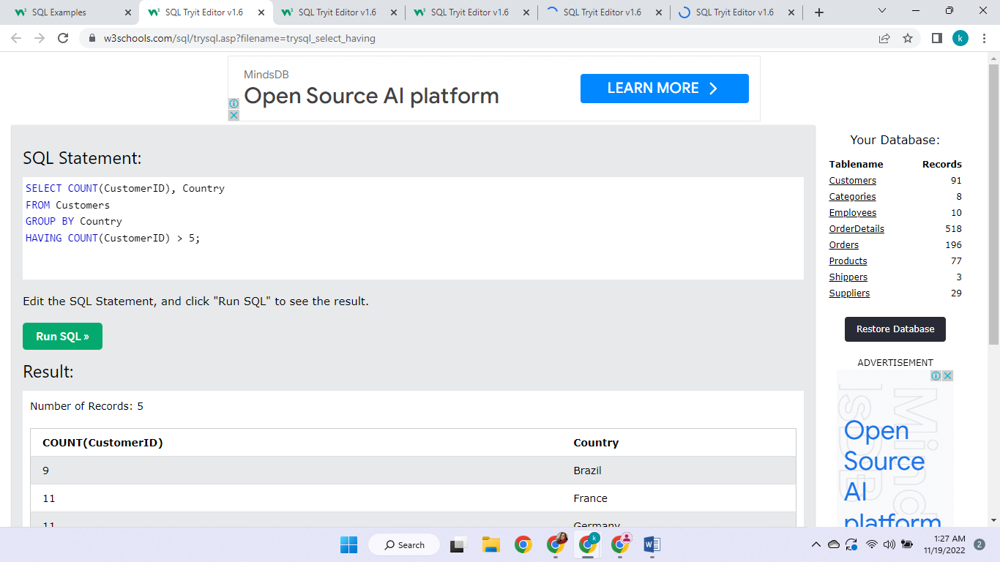 SQL Examples
SQL Tryit Editor v1.6
SQL Tryit Editor v1.6
SQL Tryit Editor v1.6
SQL Tryit Editor v1.6
SQL Tryit Editor v1.6
w3schools.com/sql/trysql.asp?filename=trysql_select_having
k
MindsDB
Open Source AI platform
LEARN MORE
SQL Statement:
SELECT COUNT(CustomerID), Country
FROM Customers
GROUP BY Country
HAVING COUNT(CustomerID) > 5;
Edit the SQL Statement, and click "Run SQL" to see the result.
Run SQL »
Result:
Number of Records: 5
COUNT(CustomerID) Country
9 Brazil
11 France
11 Germany
Your Database:
Tablename Records
Customers 91
Categories 8
Employees 10
OrderDetails 518
Orders 196
Products 77
Shippers 3
Suppliers 29
Restore Database
ADVERTISEMENT
Open
Source
AI
platform
MindsDB
Search
k
1:27 AM
11/19/2022
2